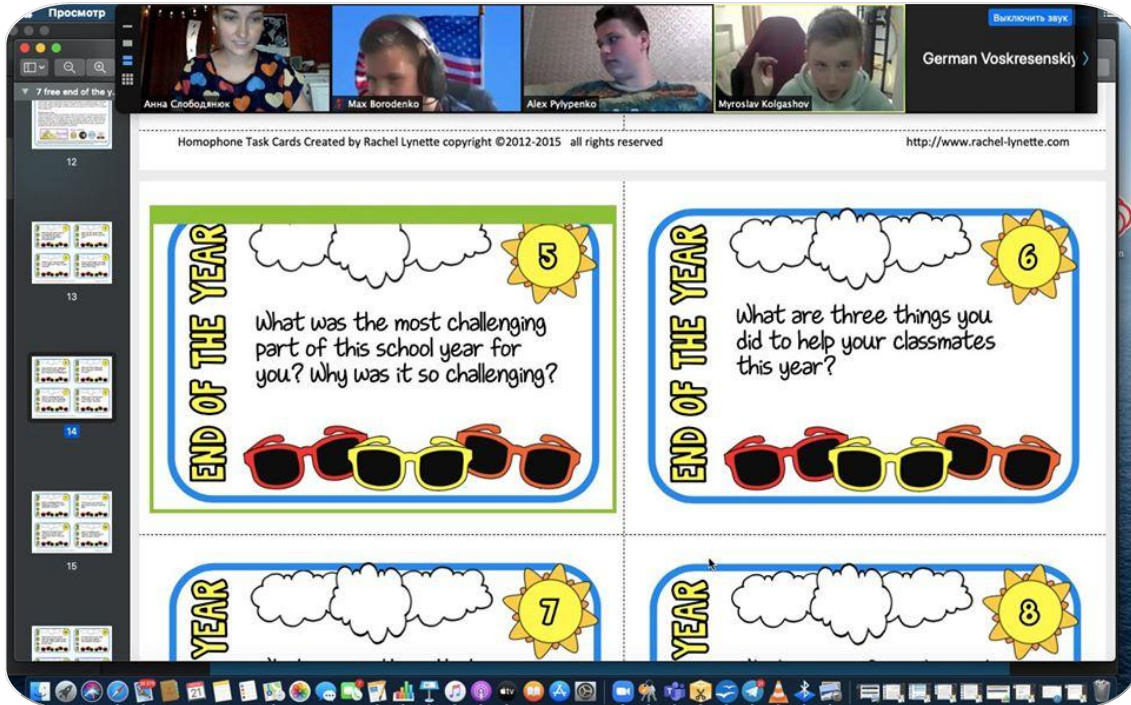 Просмотр
Выключить звук
Анна Слободянюк
Max Borodenko
Alex Pylypenko
Myroslav Kolgashov
German Voskresenskiy
7 free end of the y...
12
13
14
15
Homophone Task Cards Created by Rachel Lynette copyright ©2012-2015 all rights reserved
http://www.rachel-lynette.com
END OF THE YEAR
5
What was the most challenging
part of this school year for
you? Why was it so challenging?
END OF THE YEAR
6
What are three things you
did to help your classmates
this year?
YEAR
7
YEAR
8
21
tv